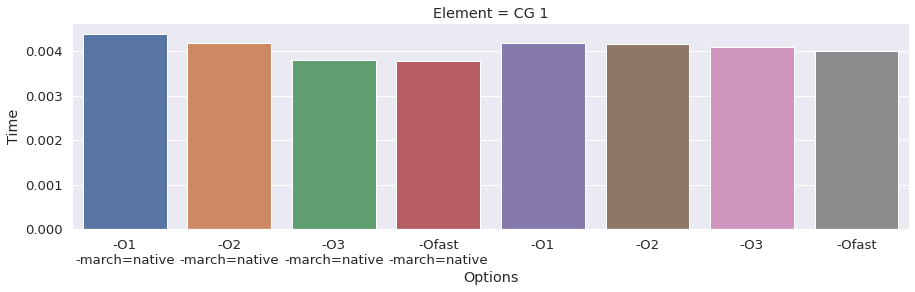 Element = CG 1
Time
0.004
0.003
0.002
0.001
0.000
-O1
-march=native
-O2
-march=native
-O3
-march=native
-Ofast
-march=native
-O1
-O2
-O3
-Ofast
Options